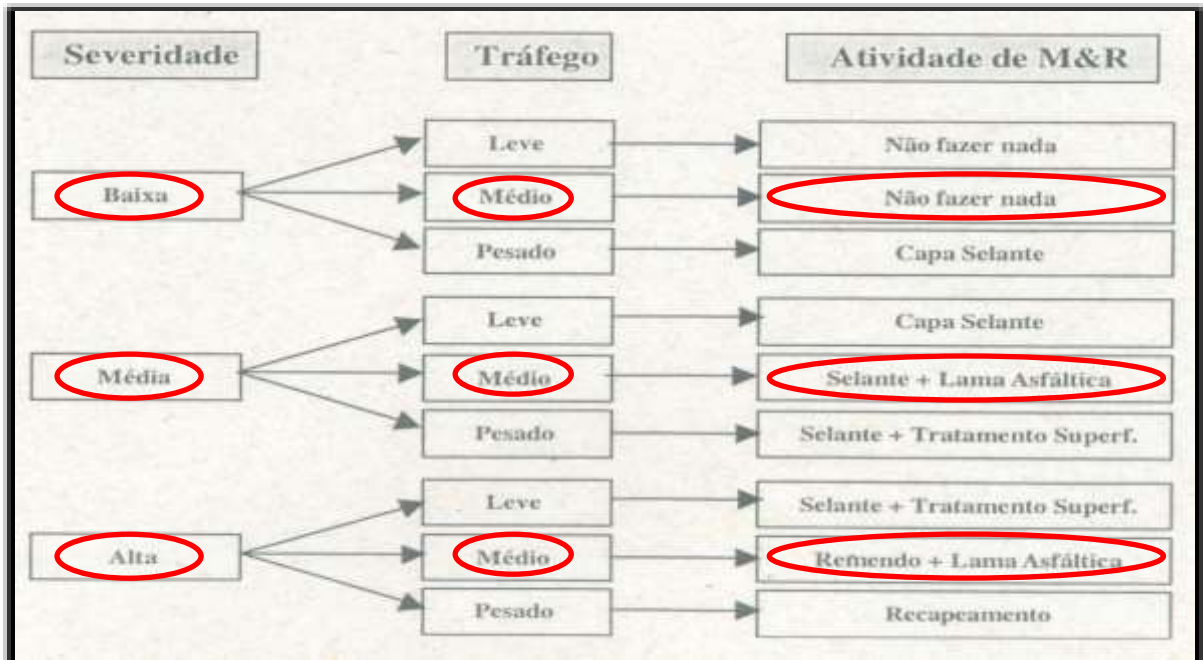 Severidade Tráfego Atividade de M&R
Leve Não fazer nada
Baixa Médio Não fazer nada
Pesado Capa Selante
Leve Capa Selante
Média Médio Selante + Lama Asfáltica
Pesado Selante + Tratamento Superf.
Leve Selante + Tratamento Superf.
Alta Médio Remendo + Lama Asfáltica
Pesado Recapeamento